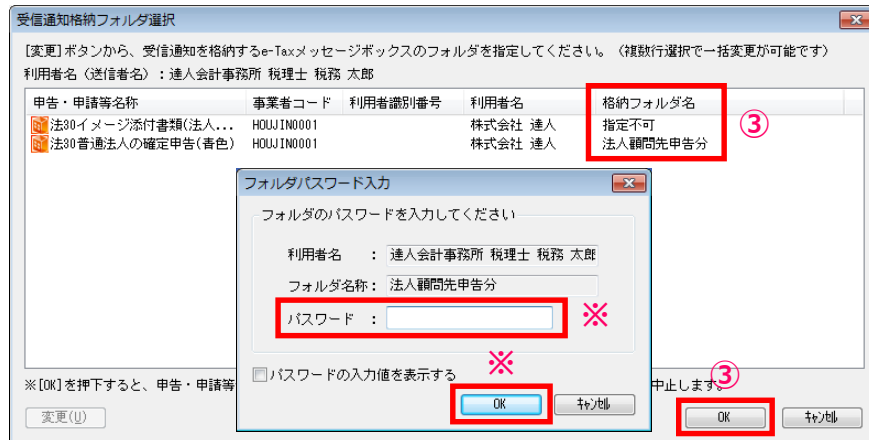 受信通知格納フォルダ選択
[変更]ボタンから、受信通知を格納するe-Taxメッセージボックスのフォルダを指定してください。（複数行選択で一括変更が可能です）
利用者名（送信者名）：達人会計事務所 税理士 税務 太郎
申告・申請等名称 事業者コード 利用者識別番号 利用者名 格納フォルダ名
法30イメージ添付書類(法人... HOUJIN0001 株式会社 達人 指定不可 ③
法30普通法人の確定申告(青色) HOUJIN0001 株式会社 達人 法人顧問先申告分
フォルダパスワード入力
フォルダのパスワードを入力してください
利用者名 ： 達人会計事務所 税理士 税務 太郎
フォルダ名称： 法人顧問先申告分
パスワード ： ※
※
パスワードの入力値を表示する
OK キャンセル
※[OK]を押下すると、申告・申請等 中止します。 ③
変更(U) OK キャンセル